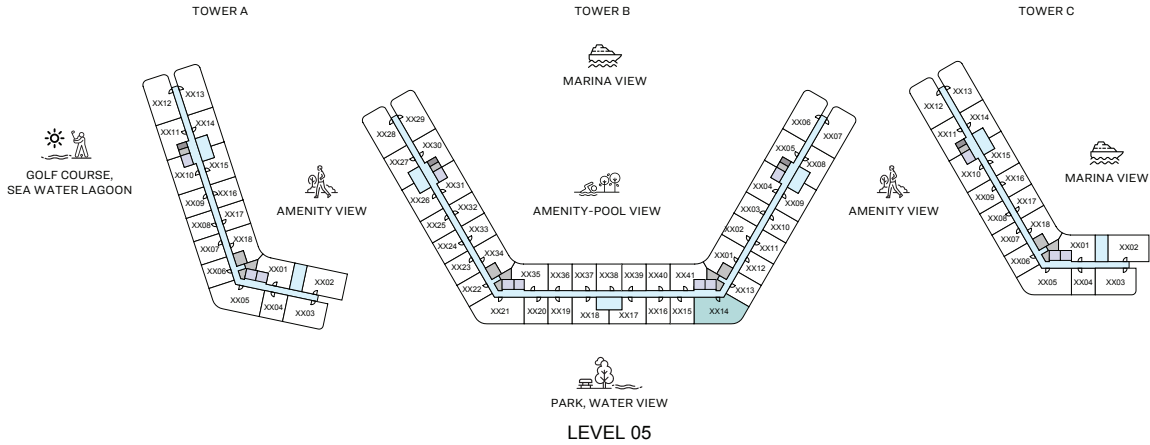 TOWER A
TOWER B
TOWER C
MARINA VIEW
GOLF COURSE,
SEA WATER LAGOON
AMENITY VIEW
AMENITY-POOL VIEW
AMENITY VIEW
MARINA VIEW
PARK, WATER VIEW
LEVEL 05
XX13
XX12
XX14
XX11
XX15
XX10
XX16
XX09
XX17
XX08
XX18
XX07
XX06
XX01
XX02
XX05
XX04
XX03
XX29
XX28
XX30
XX27
XX31
XX26
XX32
XX25
XX33
XX24
XX34
XX23
XX22
XX21
XX35
XX36
XX37
XX38
XX39
XX40
XX41
XX20
XX19
XX18
XX17
XX16
XX15
XX14
XX06
XX07
XX05
XX08
XX04
XX09
XX03
XX10
XX02
XX11
XX01
XX12
XX13
XX13
XX12
XX14
XX11
XX15
XX10
XX16
XX09
XX17
XX08
XX18
XX07
XX06
XX01
XX02
XX05
XX04
XX03